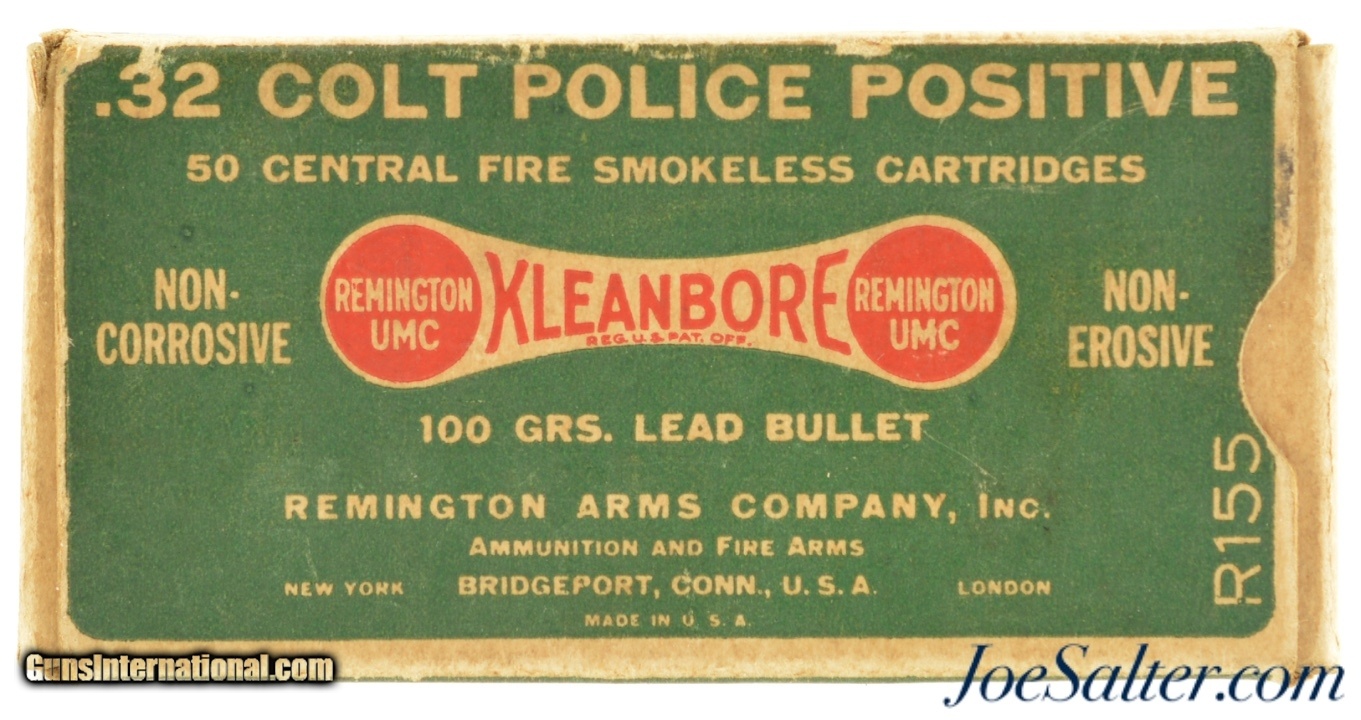 .32 COLT POLICE POSITIVE
50 CENTRAL FIRE SMOKELESS CARTRIDGES
NON-
CORROSIVE
REMINGTON
UMC
KLEANBORE
REG. U.S. PAT. OFF.
REMINGTON
UMC
NON-
EROSIVE
100 GRS. LEAD BULLET
REMINGTON ARMS COMPANY, INC.
AMMUNITION AND FIRE ARMS
NEW YORK BRIDGEPORT, CONN., U. S. A. LONDON
MADE IN U. S. A.
R155
GunsInternational.com
JoeSalter.com